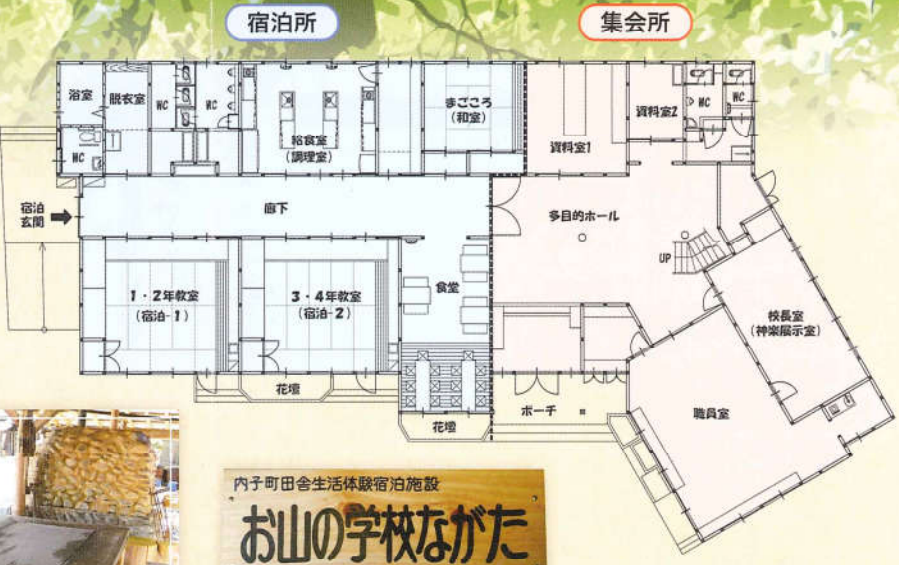 宿泊所
集会所
浴室
脱衣室
WC
WC
WC
給食室
(調理室)
まごころ
(和室)
資料室1
資料室2
WC
WC
宿泊
玄関
廊下
多目的ホール
UP
1・2年教室
(宿泊-1)
3・4年教室
(宿泊-2)
食堂
校長室
(神楽展示室)
職員室
花壇
花壇
ポーチ
内子町田舎生活体験宿泊施設
お山の学校ながた